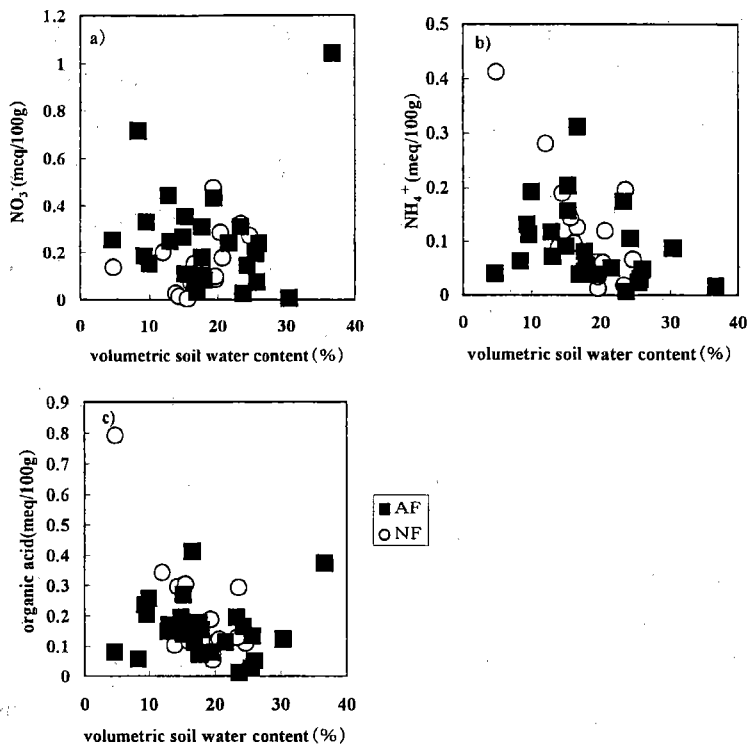 a)
1.2
1
0.8
0.6
0.4
0.2
0
NO₃⁻(meq/100g)
0 10 20 30 40
volumetric soil water content(%)
b)
0.5
0.4
0.3
0.2
0.1
0
NH₄⁺(meq/100g)
0 10 20 30 40
volumetric soil water content(%)
c)
0.9
0.8
0.7
0.6
0.5
0.4
0.3
0.2
0.1
0
organic acid(meq/100g)
0 10 20 30 40
volumetric soil water content(%)
AF
NF